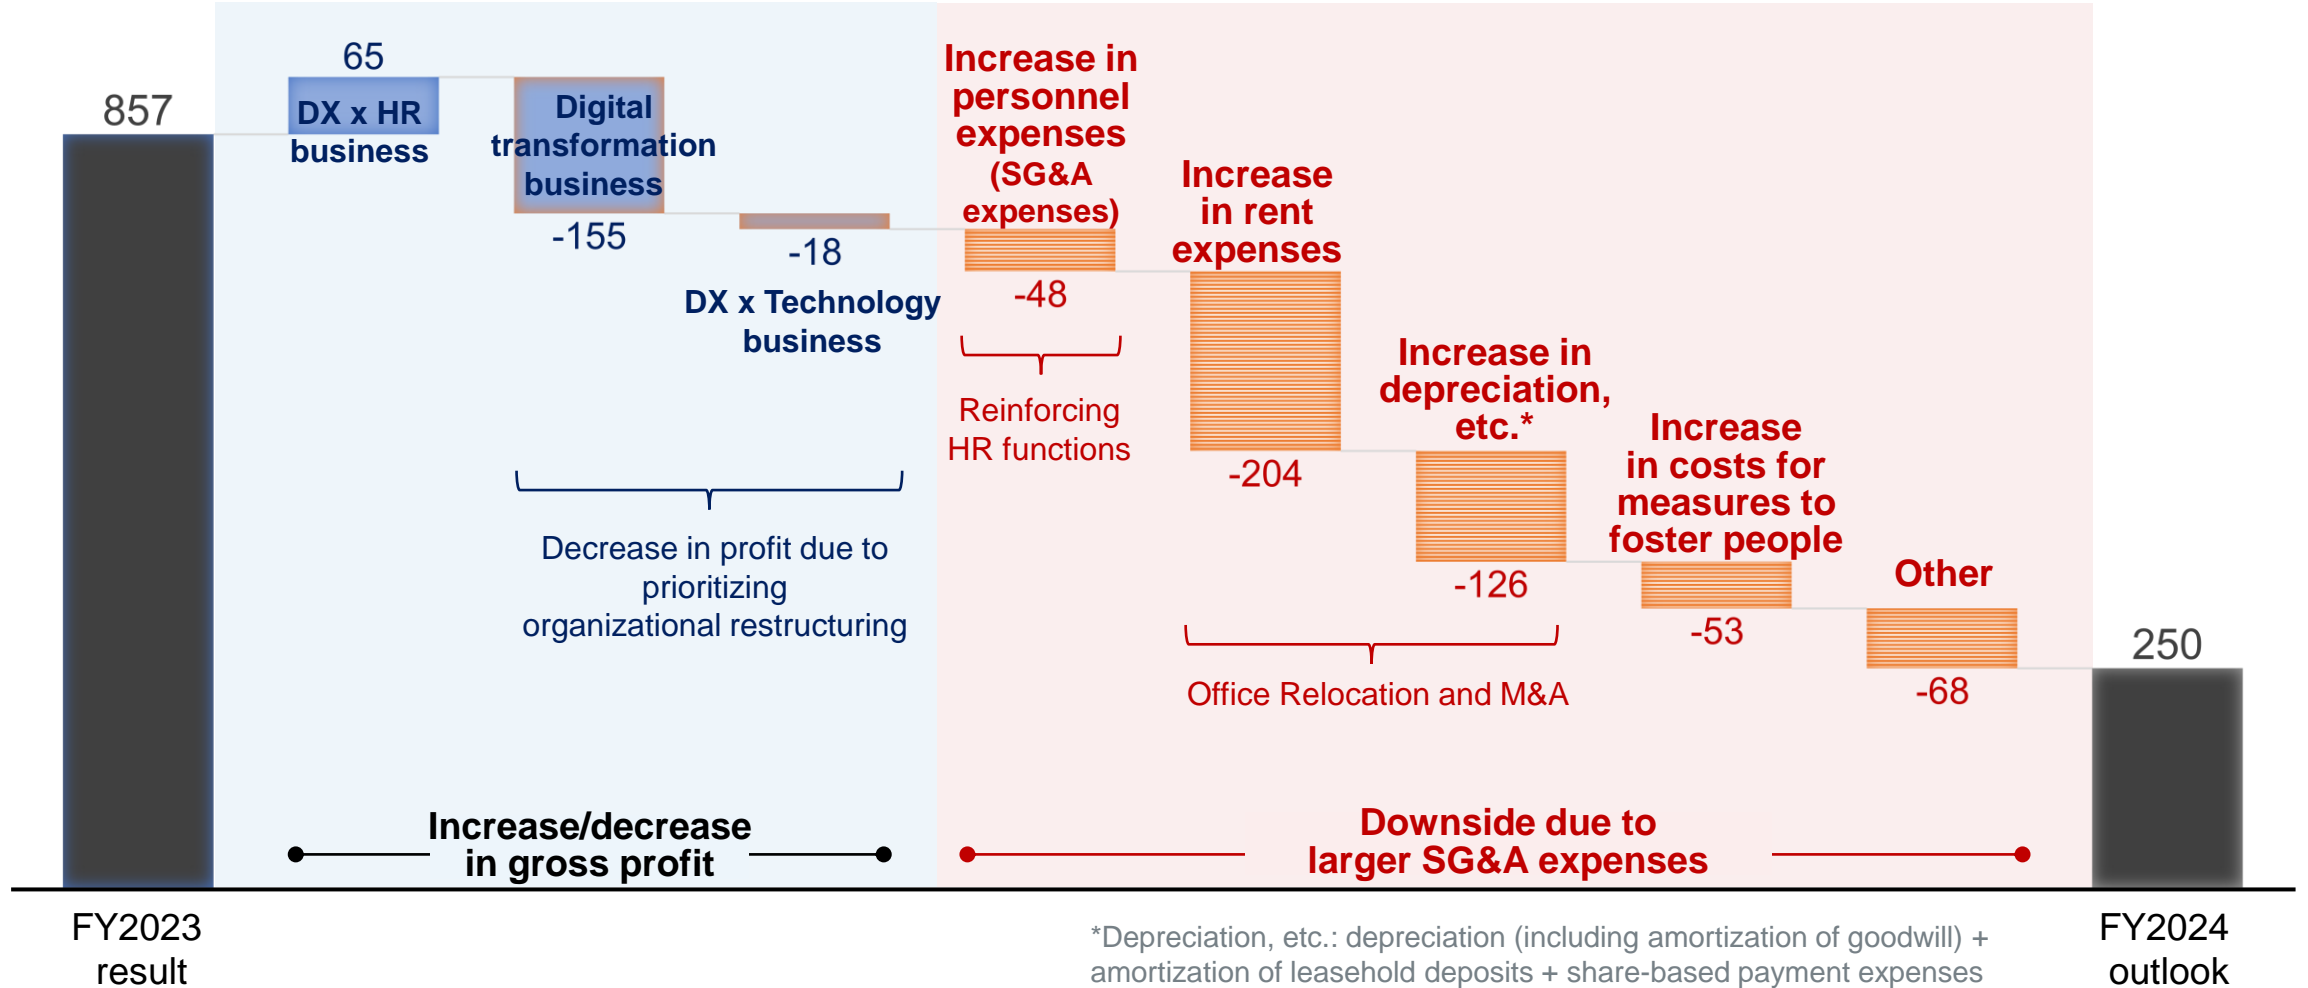 857
65
DX x HR
business
Digital
transformation
business
-155
-18
DX x Technology
business
Decrease in profit due to
prioritizing
organizational restructuring
Increase/decrease
in gross profit
Increase in
personnel
expenses
(SG&A
expenses)
-48
Reinforcing
HR functions
Increase
in rent
expenses
-204
Increase in
depreciation,
etc.*
-126
Office Relocation and M&A
Increase
in costs for
measures to
foster people
-53
Other
-68
Downside due to
larger SG&A expenses
250
FY2023
result
*Depreciation, etc.: depreciation (including amortization of goodwill) +
amortization of leasehold deposits + share-based payment expenses
FY2024
outlook